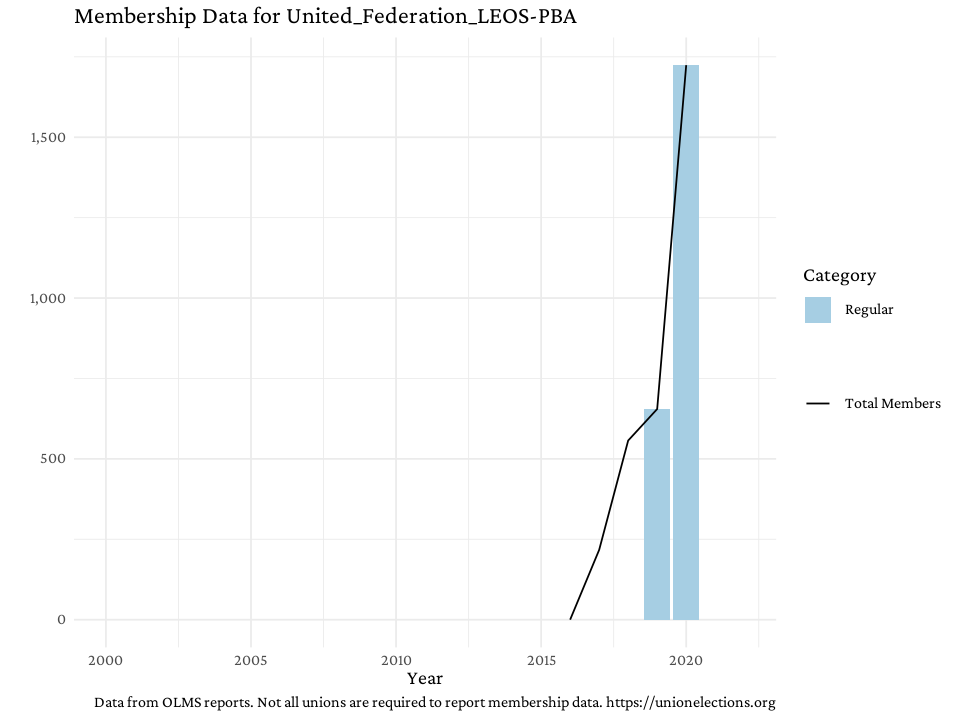 Membership Data for United_Federation_LEOS-PBA
1,500
1,000
500
0
2000 2005 2010 2015 2020
Year
Category
Regular
Total Members
Data from OLMS reports. Not all unions are required to report membership data. https://unionelections.org